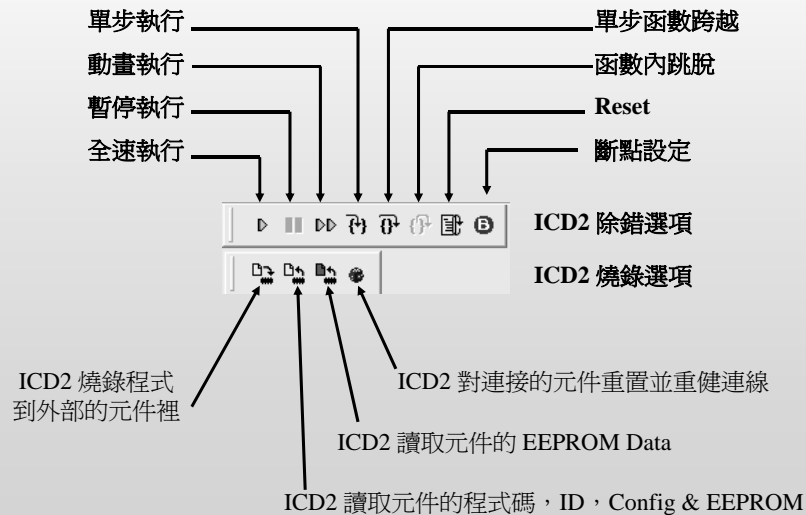 單步執行
單步函數跨越
動畫執行
函數內跳脫
暫停執行
Reset
全速執行
斷點設定
ICD2 除錯選項
ICD2 燒錄選項
ICD2 燒錄程式
到外部的元件裡
ICD2 對連接的元件重置並重健連線
ICD2 讀取元件的 EEPROM Data
ICD2 讀取元件的程式碼，ID，Config & EEPROM